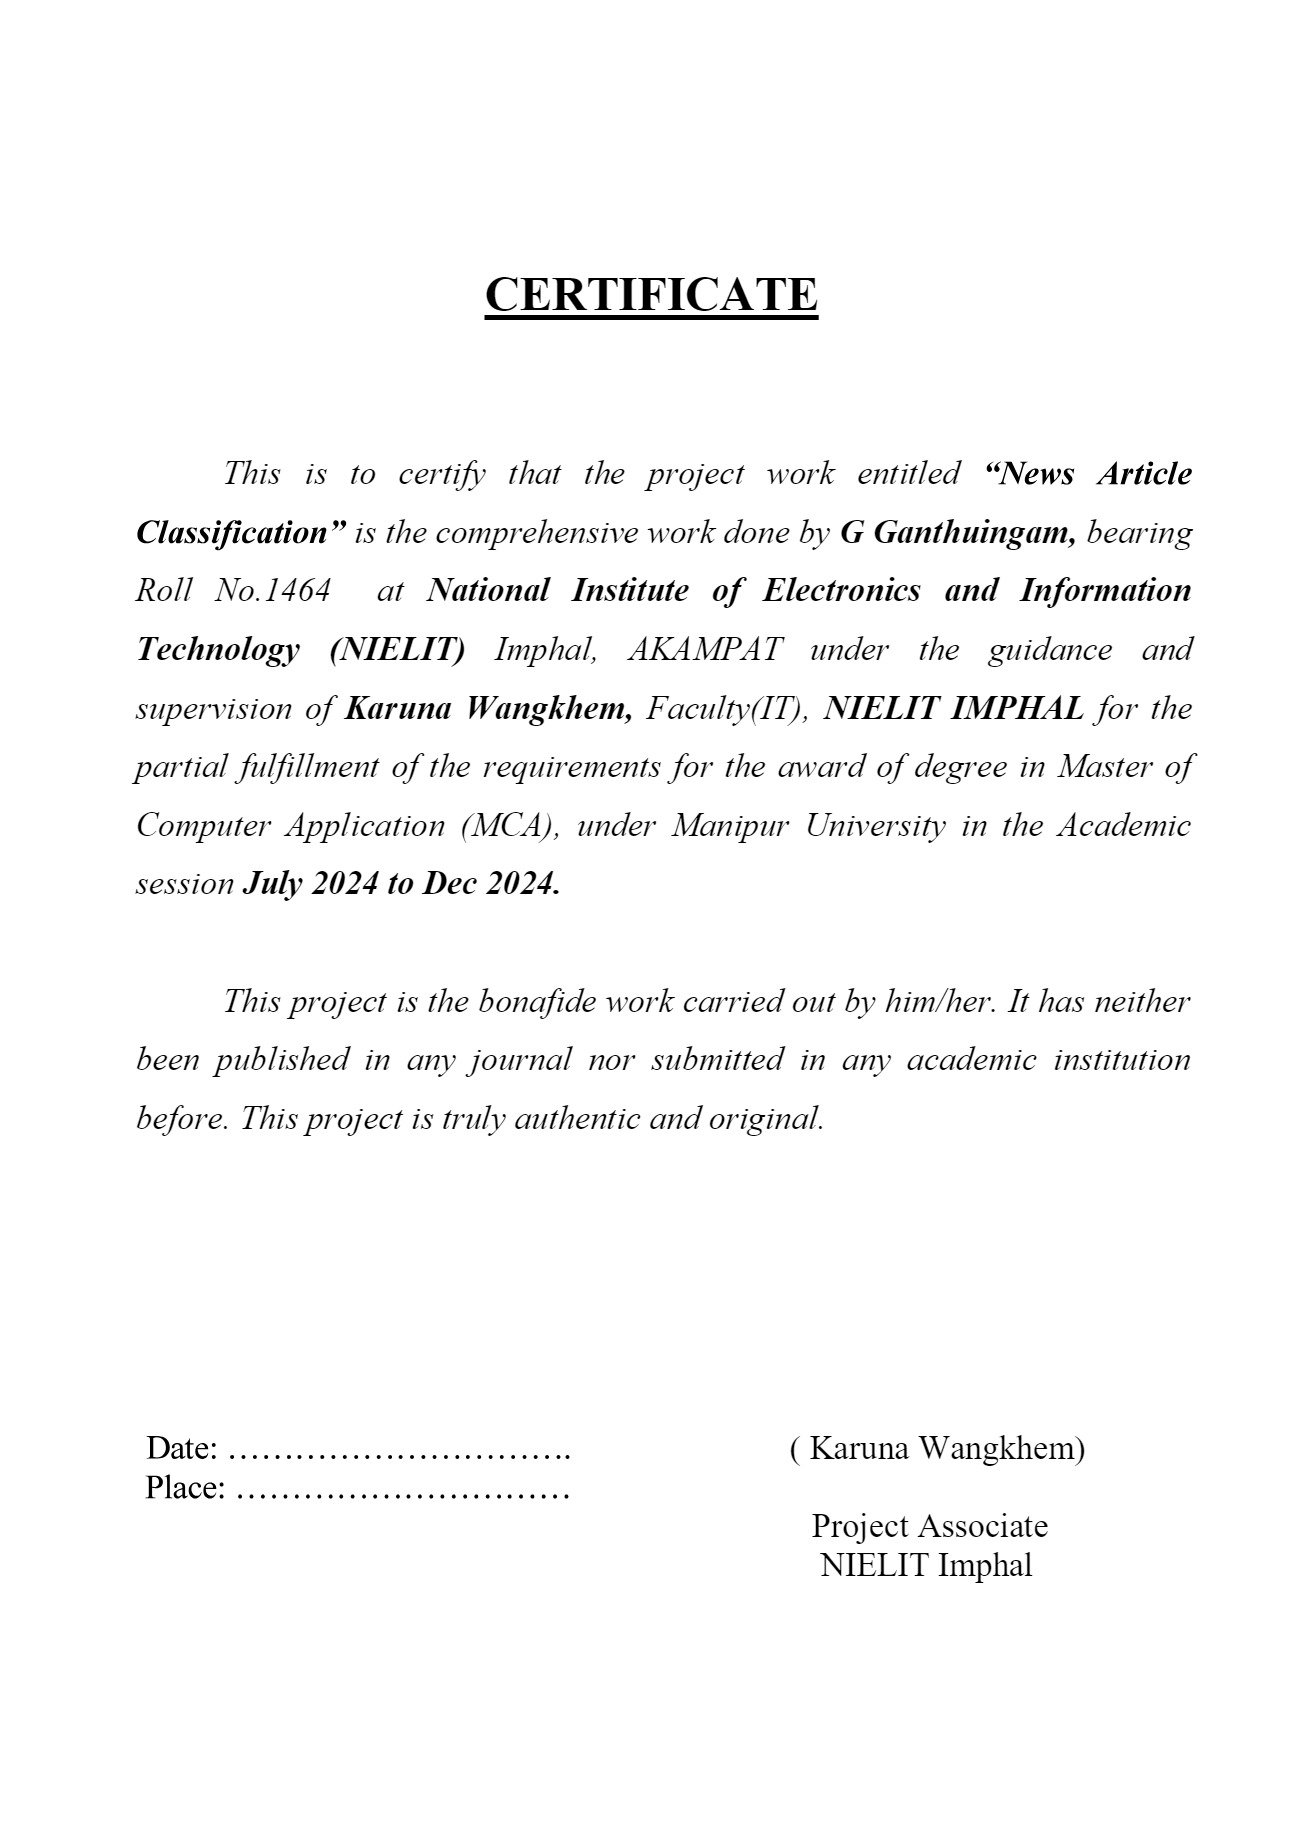 CERTIFICATE
This is to certify that the project work entitled “News Article
Classification” is the comprehensive work done by G Ganthuingam, bearing
Roll No.1464 at National Institute of Electronics and Information
Technology (NIELIT) Imphal, AKAMPAT under the guidance and
supervision of Karuna Wangkhem, Faculty(IT), NIELIT IMPHAL for the
partial fulfillment of the requirements for the award of degree in Master of
Computer Application (MCA), under Manipur University in the Academic
session July 2024 to Dec 2024.
This project is the bonafide work carried out by him/her. It has neither
been published in any journal nor submitted in any academic institution
before. This project is truly authentic and original.
Date: ………………………….
Place: …………………………
( Karuna Wangkhem)
Project Associate
NIELIT Imphal